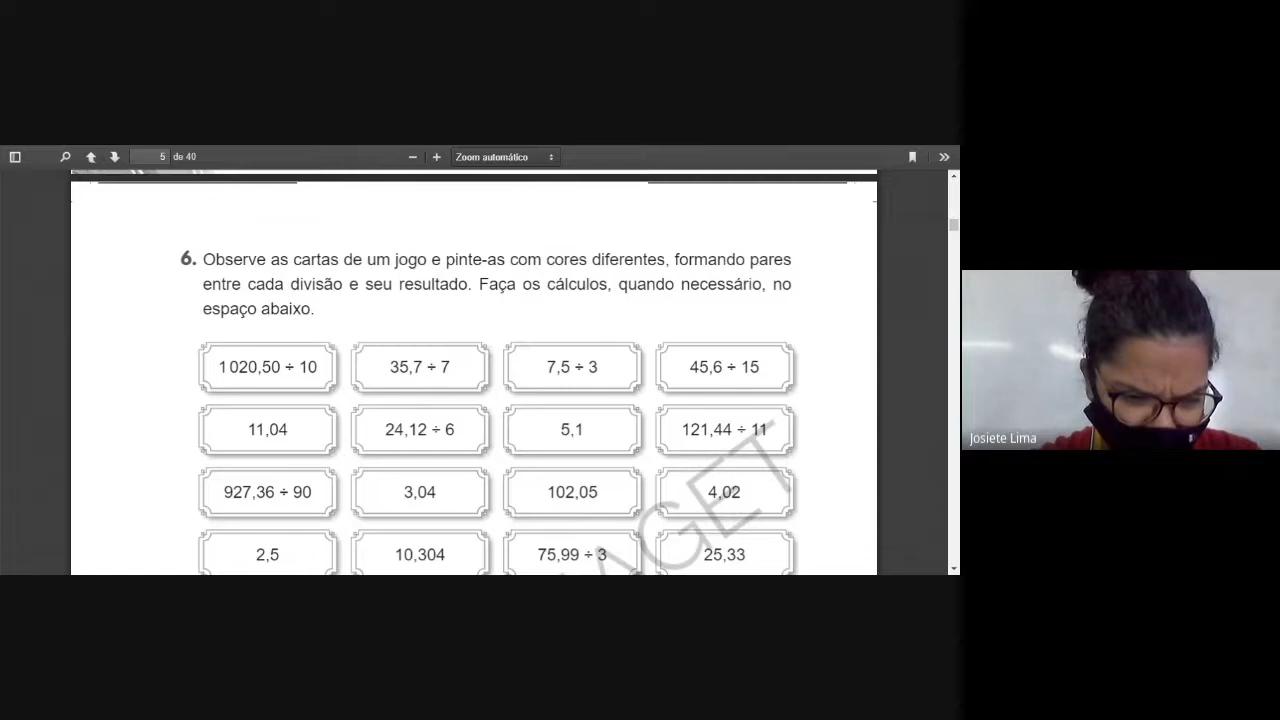 5 de 40
Zoom automático
6. Observe as cartas de um jogo e pinte-as com cores diferentes, formando pares
entre cada divisão e seu resultado. Faça os cálculos, quando necessário, no
espaço abaixo.
1 020,50 ÷ 10
35,7 ÷ 7
7,5 ÷ 3
45,6 ÷ 15
11,04
24,12 ÷ 6
5,1
121,44 ÷ 11
927,36 ÷ 90
3,04
102,05
4,02
2,5
10,304
75,99 ÷ 3
25,33
Josiete Lima